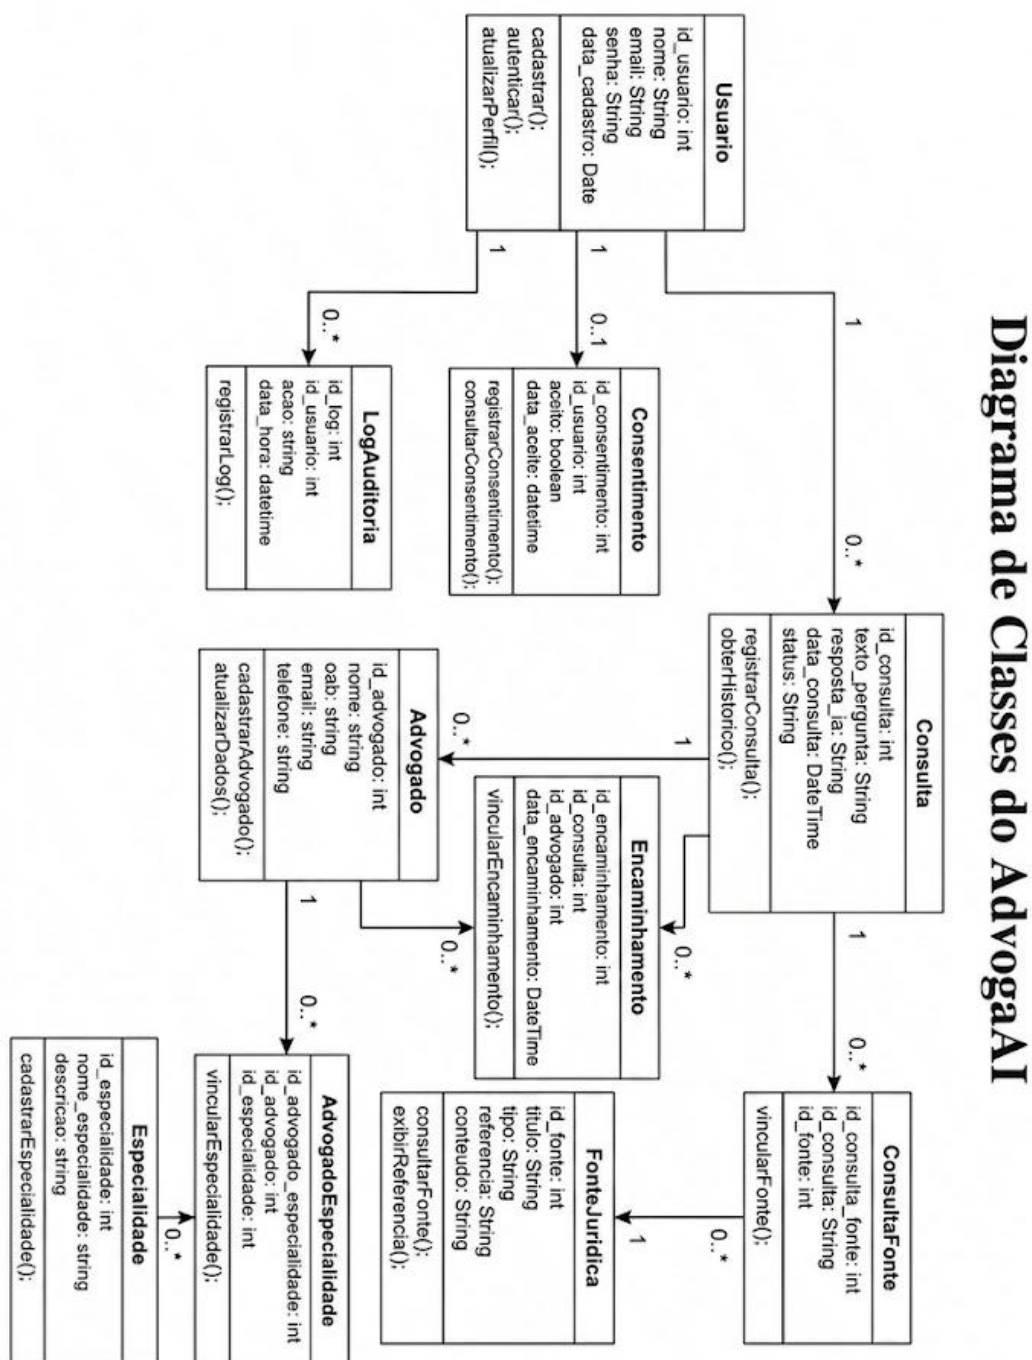 Diagrama de Classes do AdvogaAI
Usuario
id_usuario: int
nome: String
email: String
senha: String
data_cadastro: Date
cadastrar();
autenticar();
atualizarPerfil();
1
0..*
1
0..1
1
0..*
Consentimento
id_consentimento: int
id_usuario: int
aceito: boolean
data_aceite: datetime
registrarConsentimento();
consultarConsentimento();
LogAuditoria
id_log: int
id_usuario: int
acao: string
data_hora: datetime
registrarLog();
Consulta
id_consulta: int
texto_pergunta: String
resposta_ia: String
data_consulta: DateTime
status: String
registrarConsulta();
obterHistorico();
1
0..*
0..*
1
0..*
Advogado
id_advogado: int
nome: string
oab: string
email: string
telefone: string
cadastrarAdvogado();
atualizarDados();
0..*
1
0..*
Encaminhamento
id_encaminhamento: int
id_consulta: int
id_advogado: int
data_encaminhamento: DateTime
vincularEncaminhamento();
ConsultaFonte
id_consulta_fonte: int
id_consulta: String
id_fonte: int
vincularFonte();
0..*
1
FonteJuridica
id_fonte: int
titulo: String
tipo: String
referencia: String
conteudo: String
consultarFonte();
exibirReferencia();
AdvogadoEspecialidade
id_advogado_especialidade: int
id_advogado: int
id_especialidade: int
vincularEspecialidade();
0..*
Especialidade
id_especialidade: int
nome_especialidade: string
descricao: string
cadastrarEspecialidade();